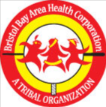 Bristol Bay Area Health Corporation
A TRIBAL ORGANIZATION